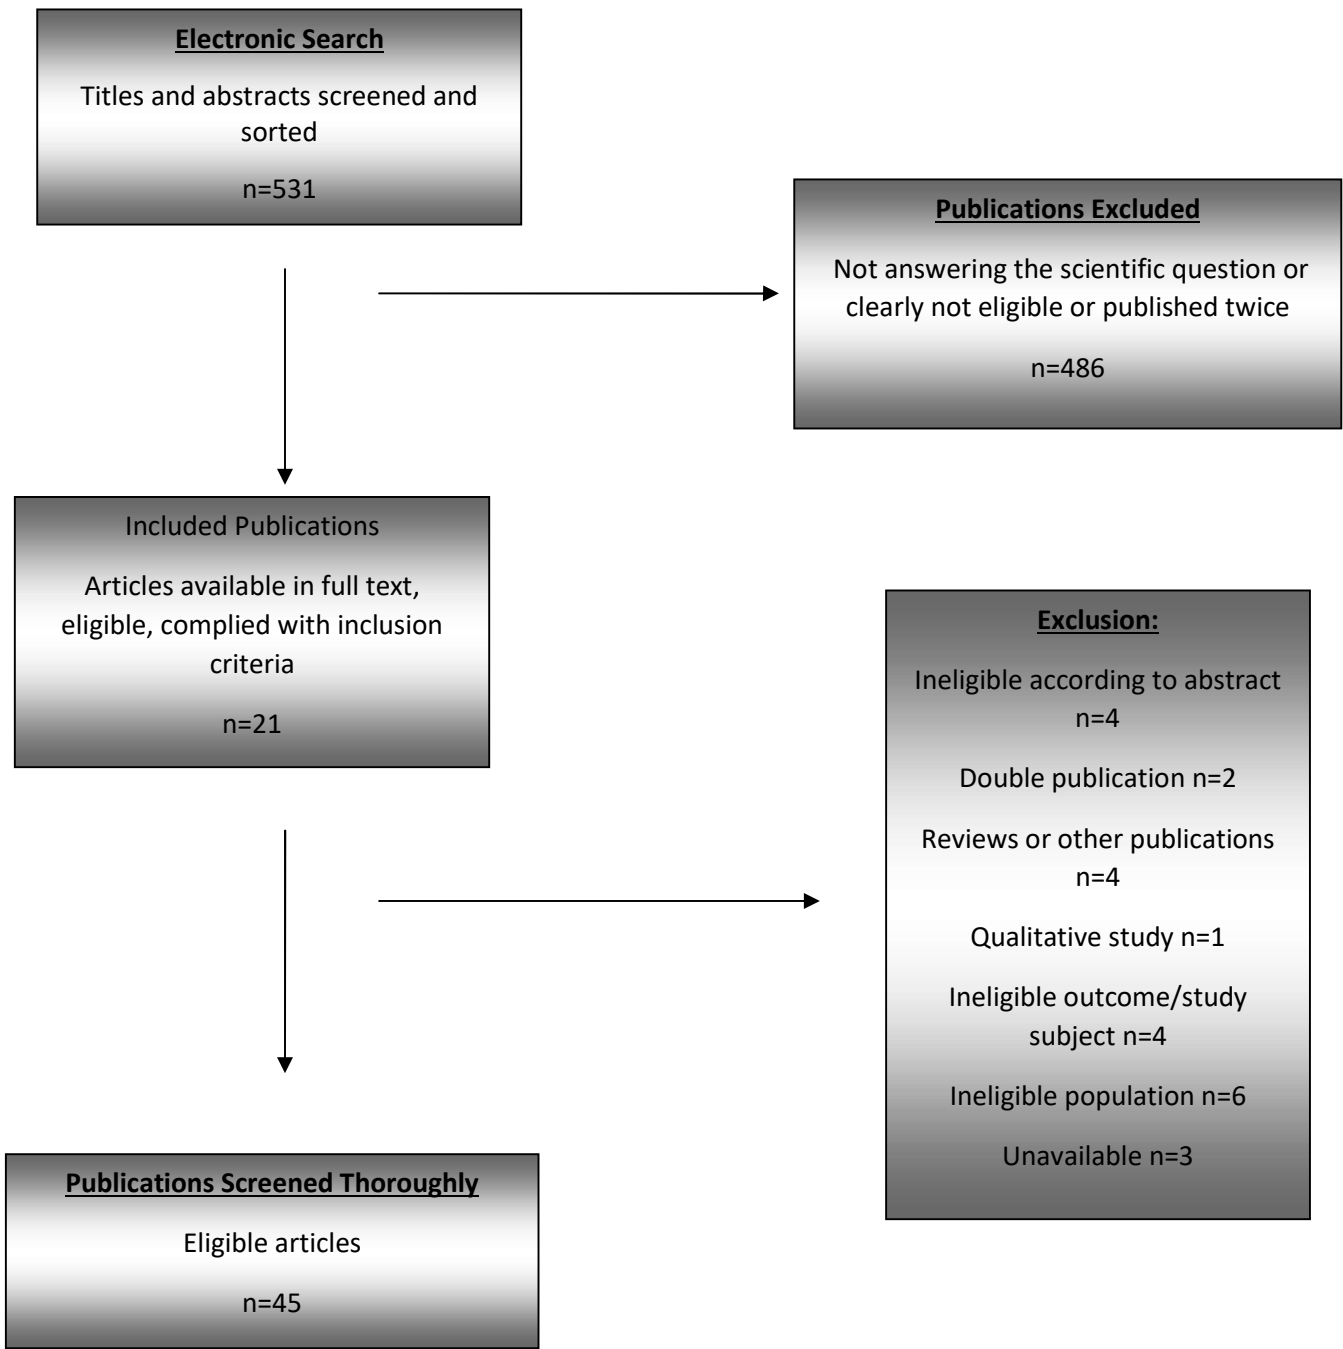 Electronic Search
Titles and abstracts screened and
sorted
n=531
Publications Excluded
Not answering the scientific question or
clearly not eligible or published twice
n=486
Included Publications
Articles available in full text,
eligible, complied with inclusion
criteria
n=21
Exclusion:
Ineligible according to abstract
n=4
Double publication n=2
Reviews or other publications
n=4
Qualitative study n=1
Ineligible outcome/study
subject n=4
Ineligible population n=6
Unavailable n=3
Publications Screened Thoroughly
Eligible articles
n=45